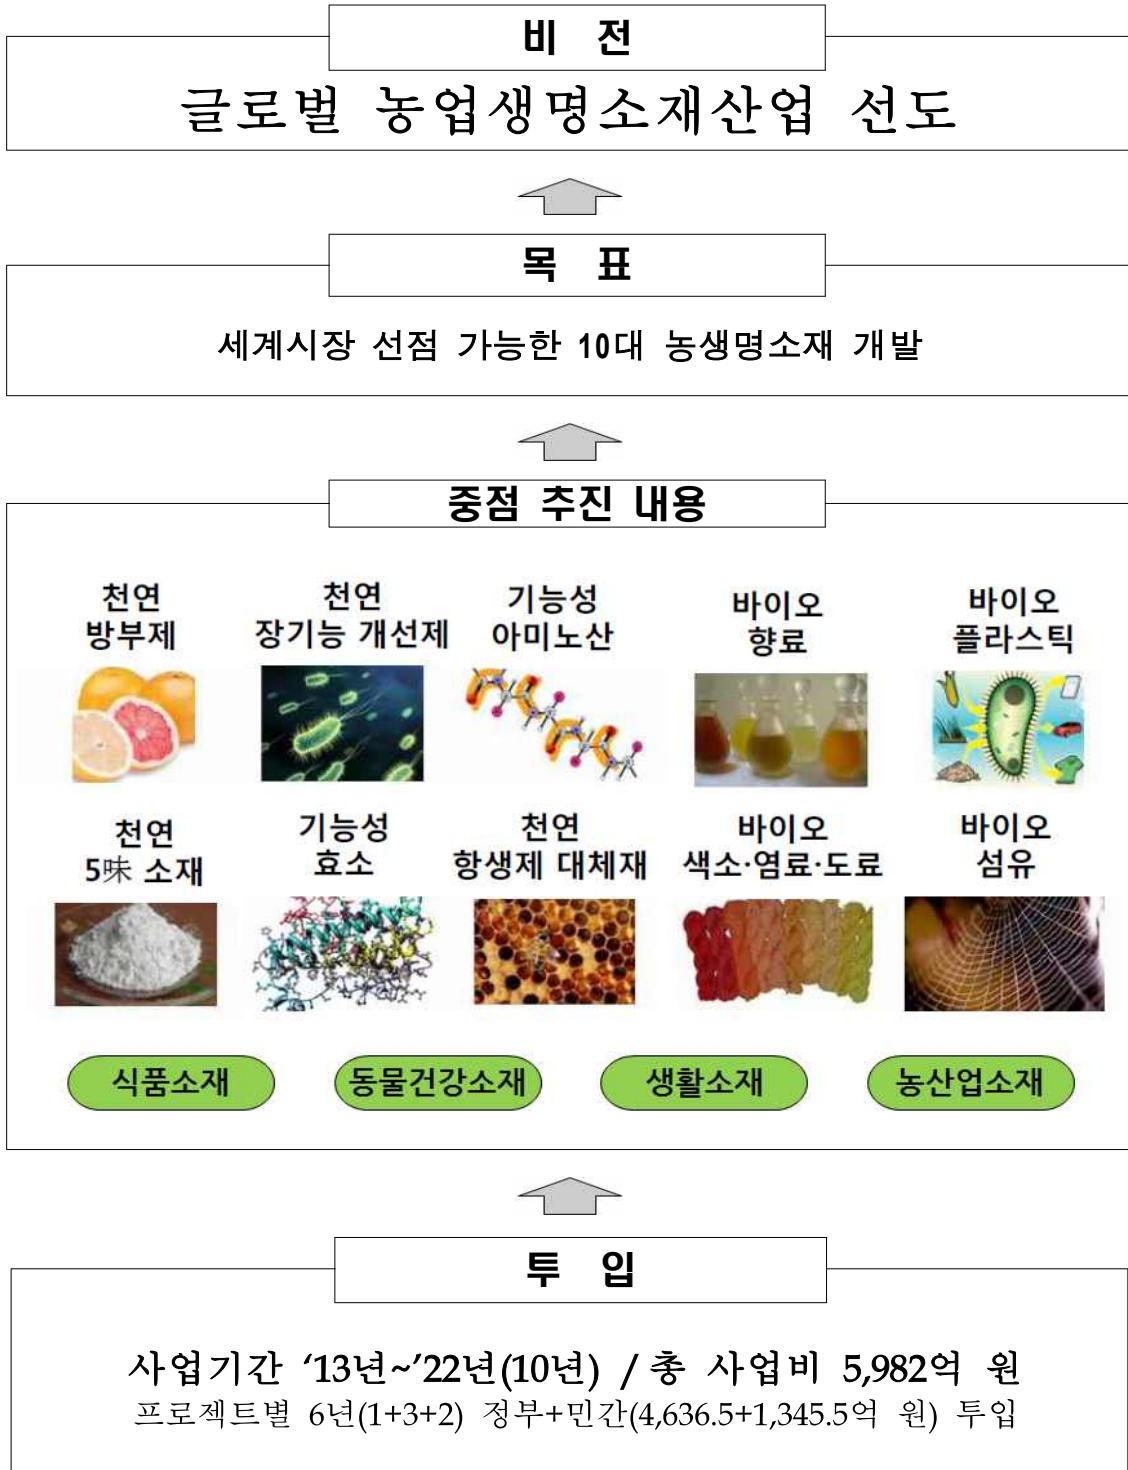 비 전
글로벌 농업생명소재산업 선도
목 표
세계시장 선점 가능한 10대 농생명소재 개발
중점 추진 내용
천연
방부제
천연
장기능 개선제
기능성
아미노산
바이오
향료
바이오
플라스틱
천연
5味 소재
기능성
효소
천연
항생제 대체재
바이오
색소·염료·도료
바이오
섬유
식품소재
동물건강소재
생활소재
농산업소재
투 입
사업기간 ‘13년~’22년(10년) / 총 사업비 5,982억 원
프로젝트별 6년(1+3+2) 정부+민간(4,636.5+1,345.5억 원) 투입